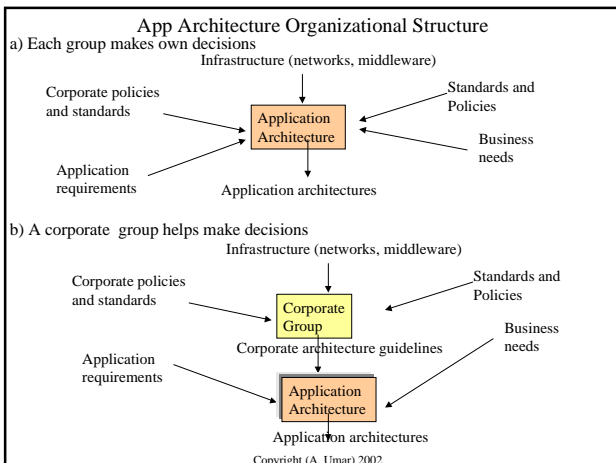 App Architecture Organizational Structure
a) Each group makes own decisions
Infrastructure (networks, middleware)
Corporate policies
and standards
Standards and
Policies
Application
Architecture
Business
needs
Application
requirements
Application architectures
b) A corporate group helps make decisions
Infrastructure (networks, middleware)
Corporate policies
and standards
Standards and
Policies
Corporate
Group
Business
needs
Corporate architecture guidelines
Application
requirements
Application
Architecture
Application architectures
Copyright (A. Umar) 2002